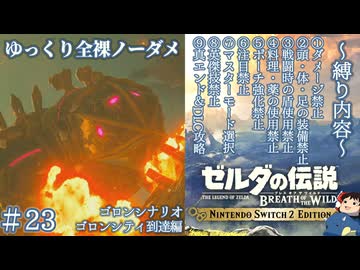 ゆっくり全裸ノーダメ
～縛り内容～
①ダメージ禁止
②頭・体・足の装備禁止
③戦闘時の盾使用禁止
④料理・薬の使用禁止
⑤ポーチ強化禁止
⑥注目禁止
⑦マスターモード選択
⑧英傑技禁止
⑨真エンド&DLC攻略
ゼルダの伝説
THE LEGEND OF ZELDA
BREATH OF THE WILD
NINTENDO SWITCH 2 EDITION
#23
ゴロンシナリオ
ゴロンシティ到達編